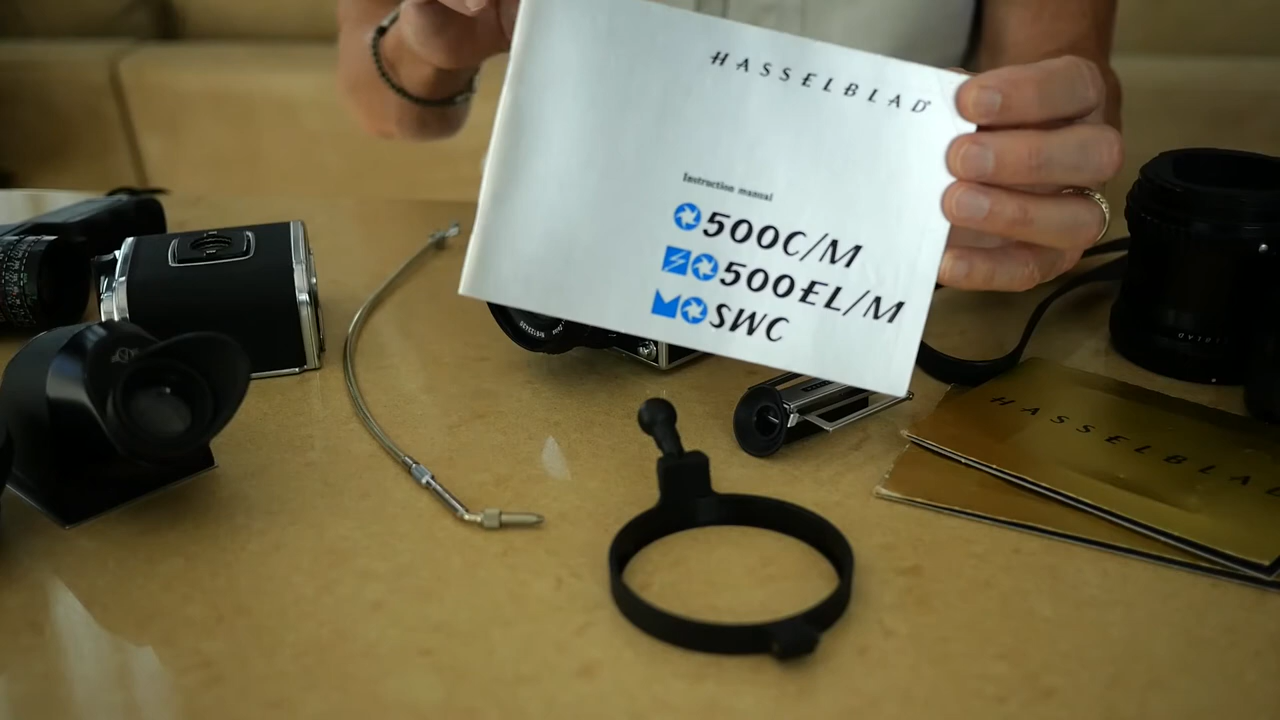 HASSELBLAD
Instruction manual
500C/M
500EL/M
SWC
HASSELBLAD